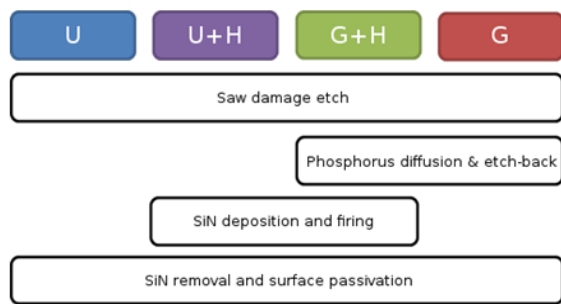 U U+H G+H G
Saw damage etch
Phosphorus diffusion & etch-back
SiN deposition and firing
SiN removal and surface passivation